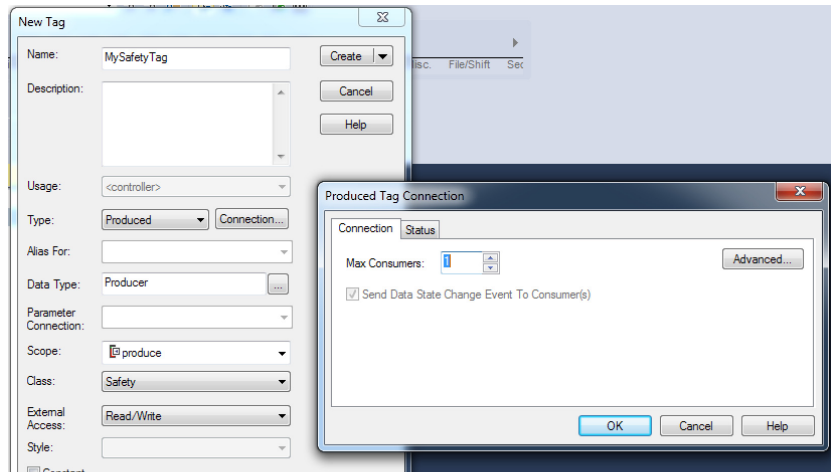 New Tag
Name:
MySafetyTag
Create
Cancel
Help
Description:
Usage:
<controller>
Type:
Produced
Connection...
Alias For:
Data Type:
Producer
...
Parameter
Connection:
Scope:
produce
Class:
Safety
External
Access:
Read/Write
Style:
Constant
File/Shift
Produced Tag Connection
Connection
Status
Max Consumers:
1
Advanced...
Send Data State Change Event To Consumer(s)
OK
Cancel
Help